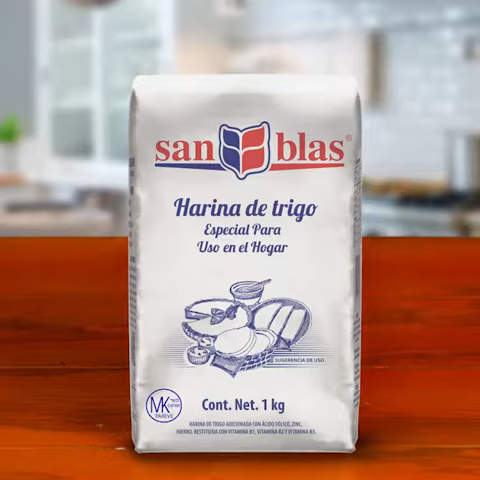 san blas®
Harina de trigo
Especial Para
Uso en el Hogar
SUGERENCIA DE USO
MK
PAREVE
Cont. Net. 1 kg
HARINA DE TRIGO ADICIONADA CON ÁCIDO FÓLICO, ZINC,
HIERRO, RESTITUIDA CON VITAMINA B1, VITAMINA B2 Y VITAMINA B3.